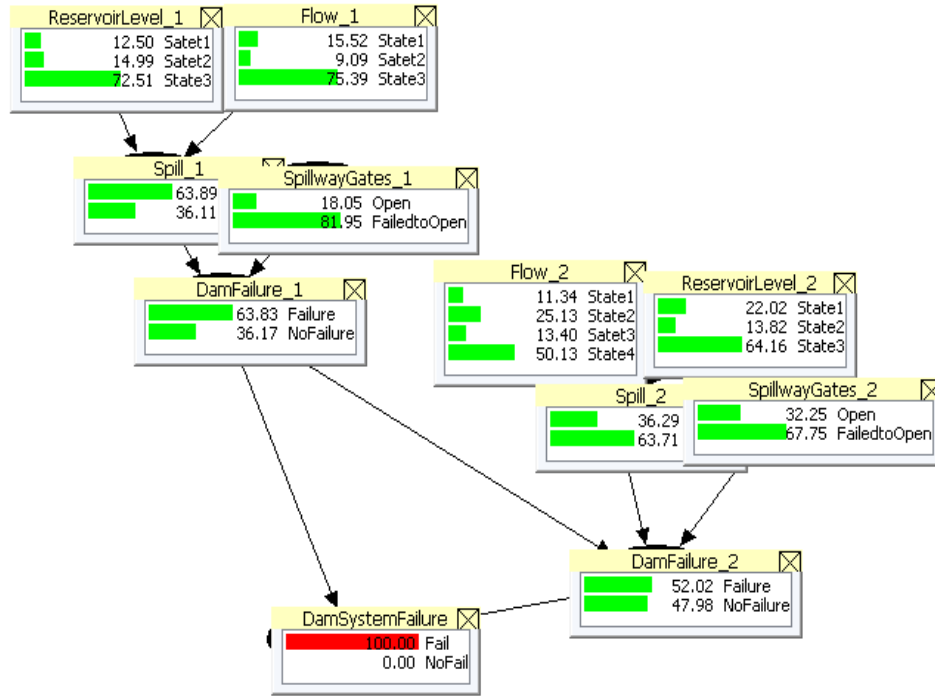 ReservoirLevel_1
12.50 Satet1
14.99 Satet2
72.51 State3
Flow_1
15.52 State1
9.09 Satet2
75.39 State3
Spill_1
63.89
36.11
SpillwayGates_1
18.05 Open
81.95 FailedtoOpen
DamFailure_1
63.83 Failure
36.17 NoFailure
Flow_2
11.34 State1
25.13 State2
13.40 Satet3
50.13 State4
ReservoirLevel_2
22.02 State1
13.82 State2
64.16 State3
Spill_2
36.29
63.71
SpillwayGates_2
32.25 Open
67.75 FailedtoOpen
DamFailure_2
52.02 Failure
47.98 NoFailure
DamSystemFailure
100.00 Fail
0.00 NoFail